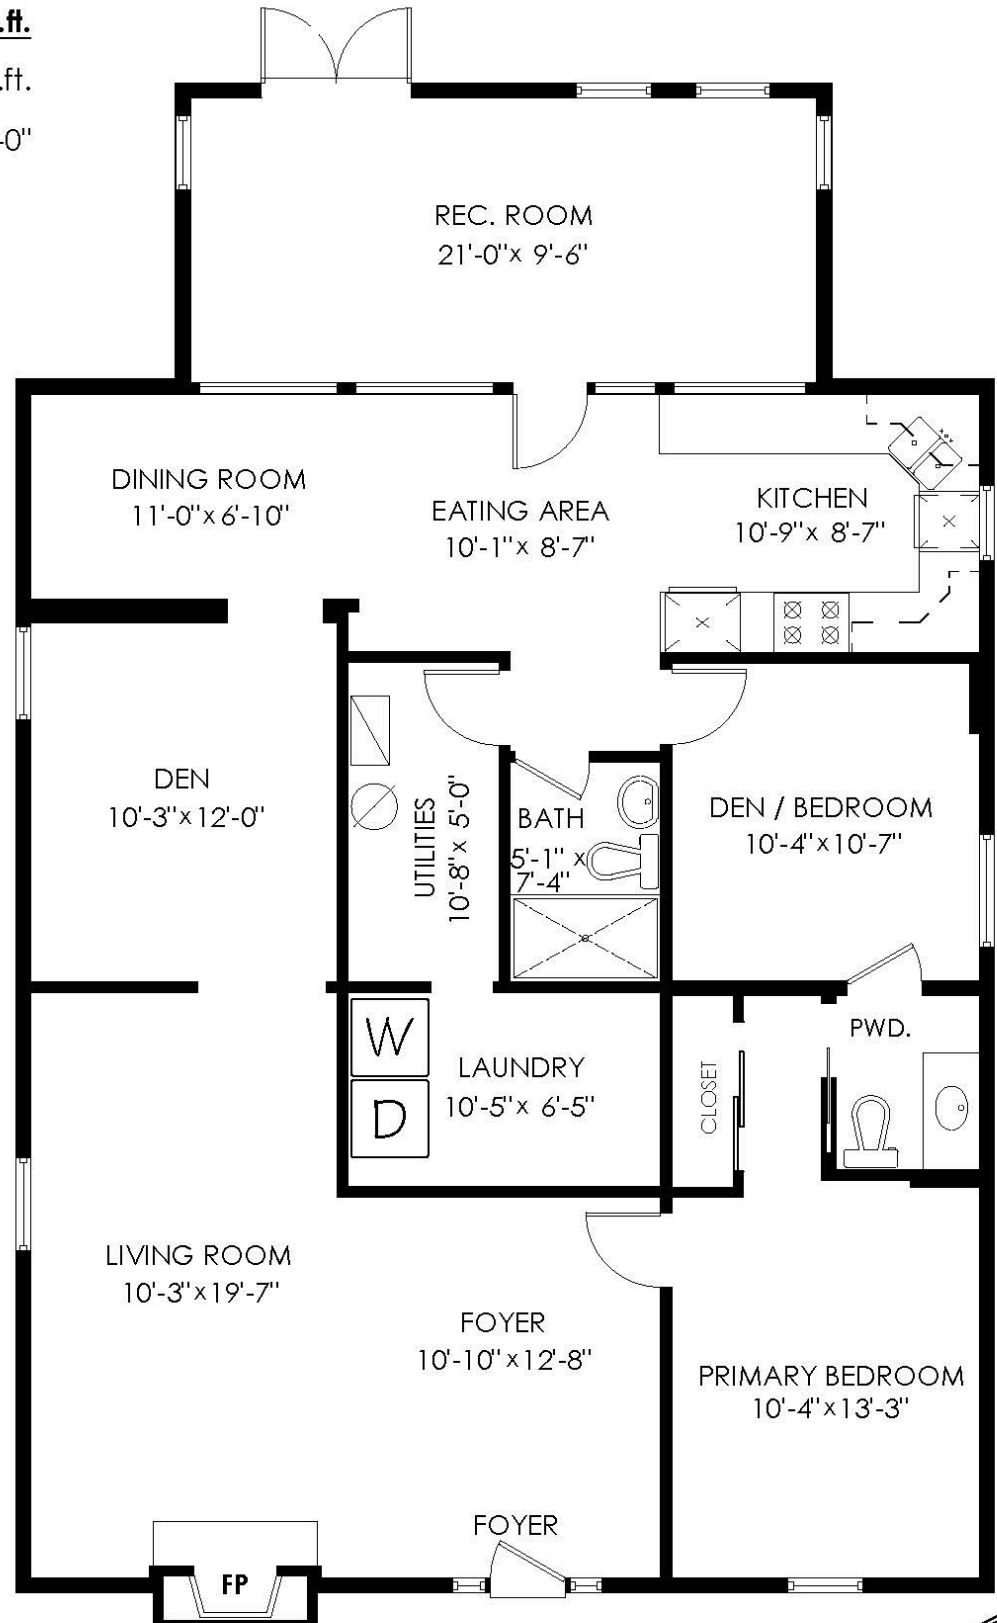 .ft.
.ft.
-0"
REC. ROOM
21'-0"x 9'-6"
DINING ROOM
11'-0"x 6'-10"
EATING AREA
10'-1"x 8'-7"
KITCHEN
10'-9"x 8'-7"
DEN
10'-3"x12'-0"
UTILITIES
10'-8"x 5'-0"
BATH
5'-1" x
7'-4"
DEN / BEDROOM
10'-4"x10'-7"
W
D
LAUNDRY
10'-5"x 6'-5"
CLOSET
PWD.
LIVING ROOM
10'-3"x19'-7"
FOYER
10'-10"x12'-8"
PRIMARY BEDROOM
10'-4"x13'-3"
FOYER
FP